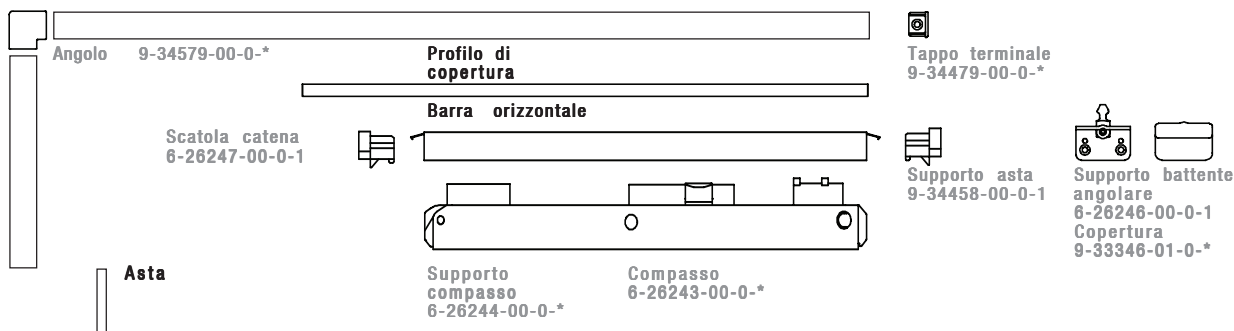 Angolo 9-34579-00-0-*
Profilo di
copertura
Tappo terminale
9-34479-00-0-*
Barra orizzontale
Scatola catena
6-26247-00-0-1
Supporto asta
9-34458-00-0-1
Supporto battente
angolare
6-26246-00-0-1
Copertura
9-33346-01-0-*
Asta
Supporto
compasso
6-26244-00-0-*
Compasso
6-26243-00-0-*